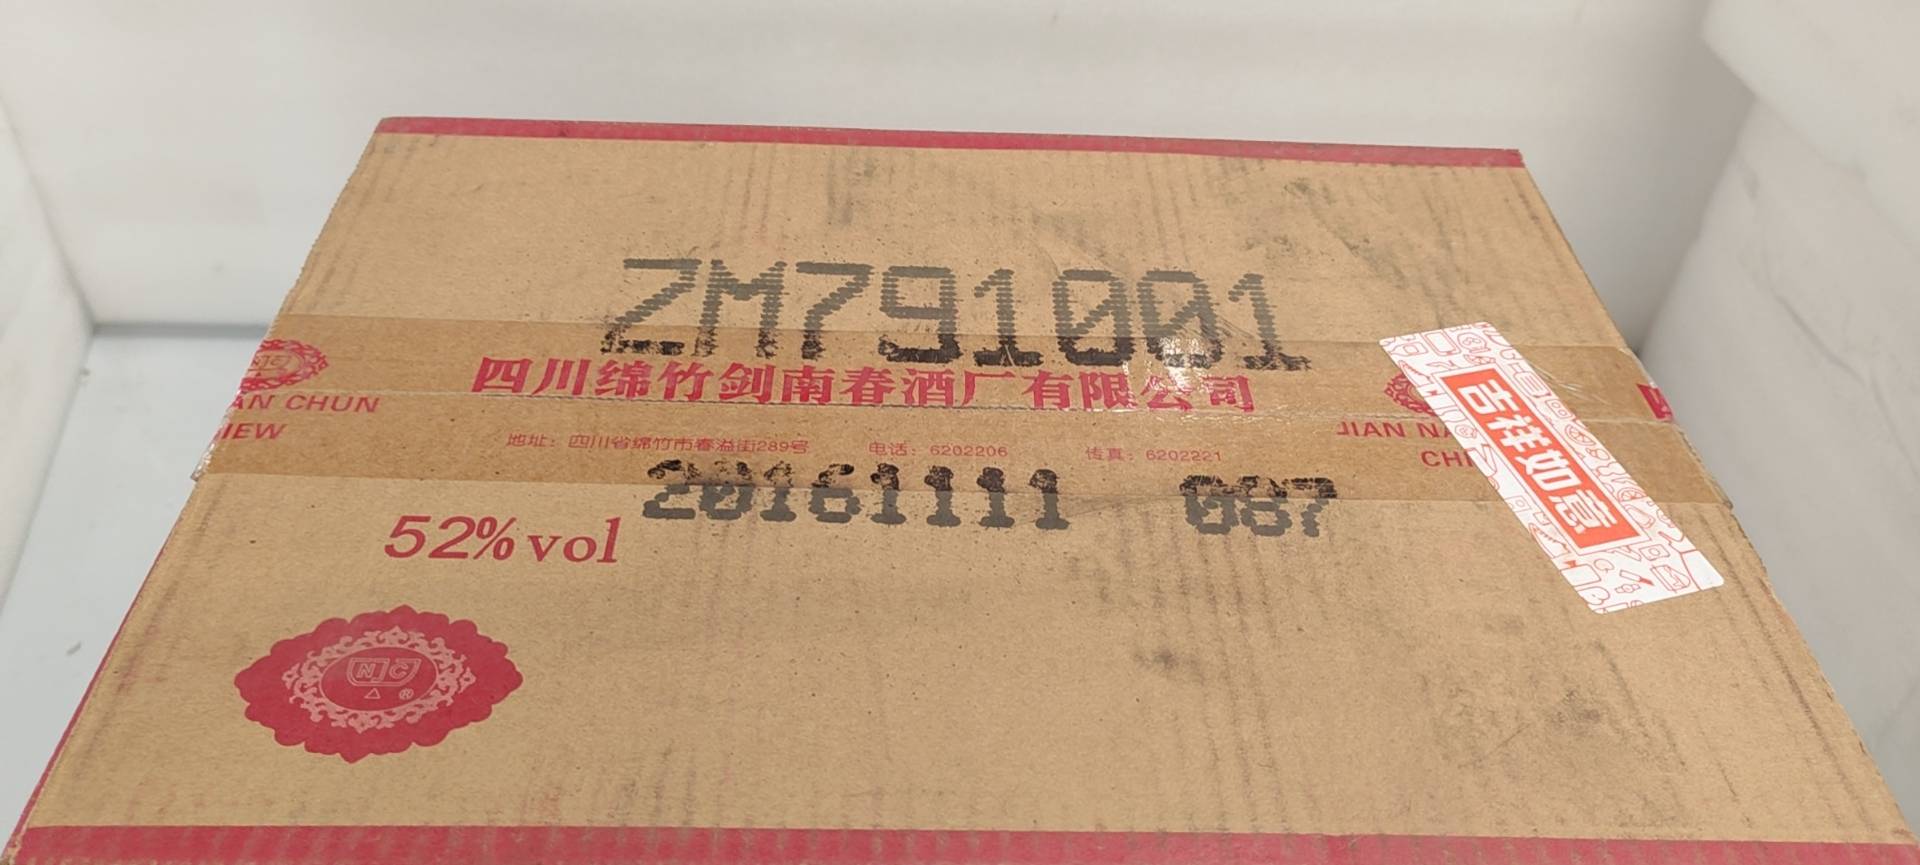 ZM791001
四川绵竹剑南春酒厂有限公司
AN CHUN
IEW
JIAN NA
CHI
地址：四川省绵竹市春溢街289号 电话：6202206 传真：6202221
20161111 087
52%vol
吉祥如意
N C
®